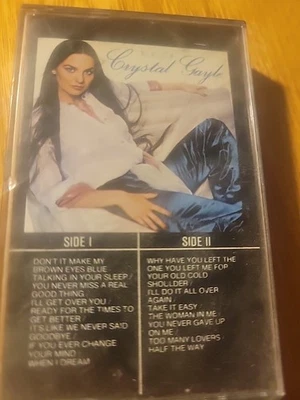 Crystal Gayle
SIDE I
DON'T IT MAKE MY
BROWN EYES BLUE
TALKING IN YOUR SLEEP/
YOU NEVER MISS A REAL
GOOD THING/
I'LL GET OVER YOU/
READY FOR THE TIMES TO
GET BETTER/
IT'S LIKE WE NEVER SAID
GOODBYE/
IF YOU EVER CHANGE
YOUR MIND
WHEN I DREAM
SIDE II
WHY HAVE YOU LEFT THE
ONE YOU LEFT ME FOR
YOUR OLD COLD
SHOULDER/
I'LL DO IT ALL OVER
AGAIN/
TAKE IT EASY
THE WOMAN IN ME/
YOU NEVER GAVE UP
ON ME/
TOO MANY LOVERS
HALF THE WAY